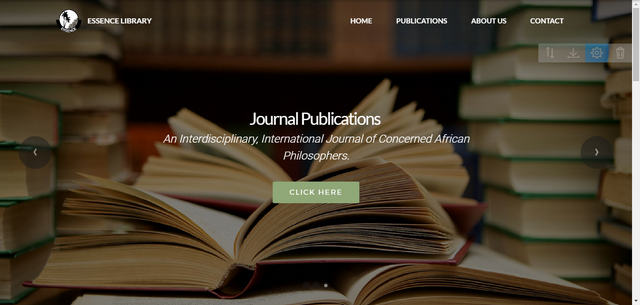 ESSENCE LIBRARY
HOME PUBLICATIONS ABOUT US CONTACT
Journal Publications
An Interdisciplinary, International Journal of Concerned African
Philosophers.
CLICK HERE